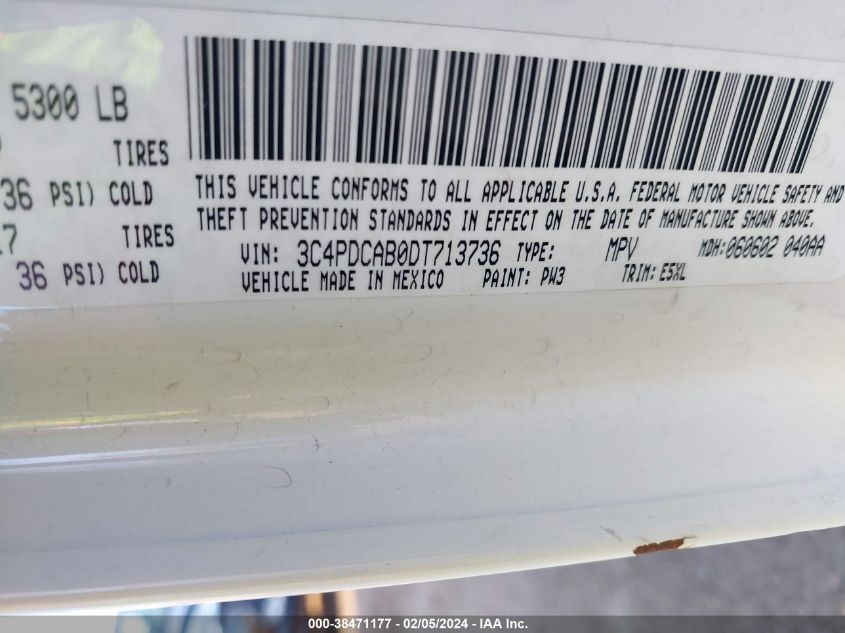 5300 LB
TIRES
36 PSI) COLD
7 TIRES
36 PSI) COLD
THIS VEHICLE CONFORMS TO ALL APPLICABLE U.S.A. FEDERAL MOTOR VEHICLE SAFETY AND
THEFT PREVENTION STANDARDS IN EFFECT ON THE DATE OF MANUFACTURE SHOWN ABOVE.
VIN: 3C4PDCAB0DT713736 TYPE: MPV MDH:060602 040AA
VEHICLE MADE IN MEXICO PAINT: PW3 TRIM: E5XL
000-38471177 - 02/05/2024 - IAA Inc.